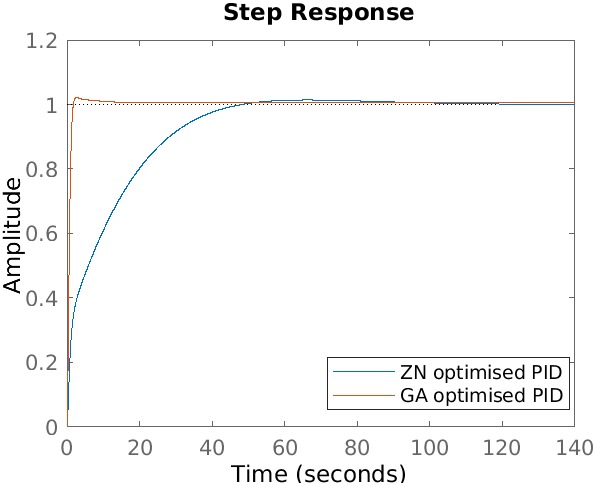 Step Response
1.2
1
0.8
0.6
0.4
0.2
0
Amplitude
ZN optimised PID
GA optimised PID
0 20 40 60 80 100 120 140
Time (seconds)